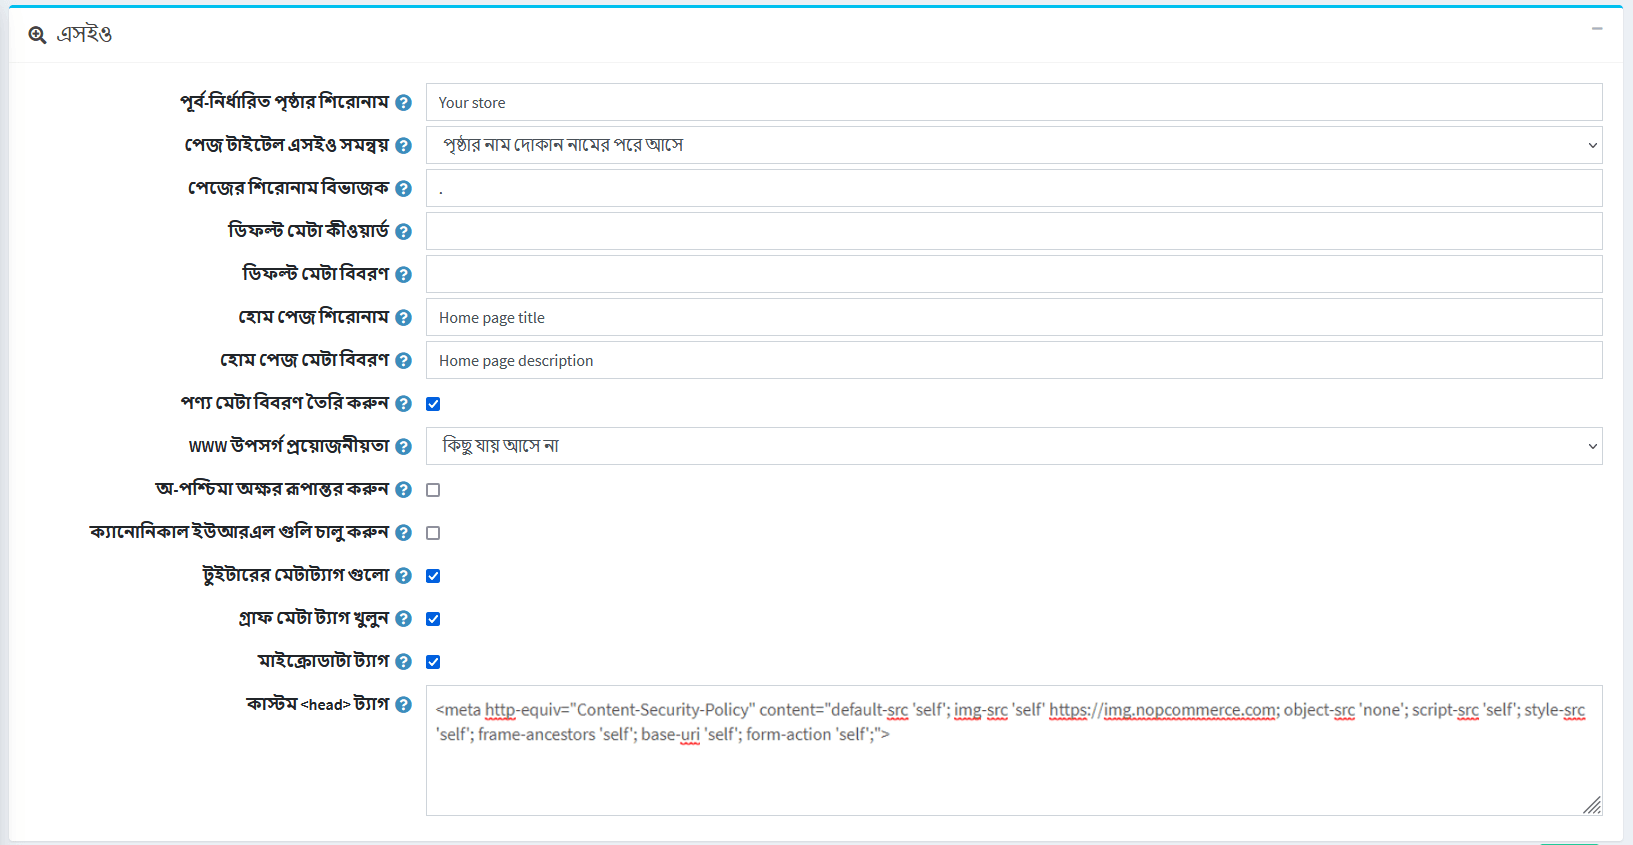 এসইও
পূর্ব-নির্ধারিত পৃষ্ঠার শিরোনাম Your store
পেজ টাইটেল এসইও সমন্বয় পৃষ্ঠার নাম দোকান নামের পরে আসে
পেজের শিরোনাম বিভাজক .
ডিফল্ট মেটা কীওয়ার্ড
ডিফল্ট মেটা বিবরণ
হোম পেজ শিরোনাম Home page title
হোম পেজ মেটা বিবরণ Home page description
পণ্য মেটা বিবরণ তৈরি করুন
WWW উপসর্গ প্রয়োজনীয়তা কিছু যায় আসে না
অ-পশ্চিমা অক্ষর রূপান্তর করুন
ক্যানোনিকাল ইউআরএল গুলি চালু করুন
টুইটারের মেটাট্যাগ গুলো
গ্রাফ মেটা ট্যাগ খুলুন
মাইক্রোডাটা ট্যাগ
কাস্টম <head> ট্যাগ <meta http-equiv="Content-Security-Policy" content="default-src 'self'; img-src 'self' https://img.nopcommerce.com; object-src 'none'; script-src 'self'; style-src
'self'; frame-ancestors 'self'; base-uri 'self'; form-action 'self';">